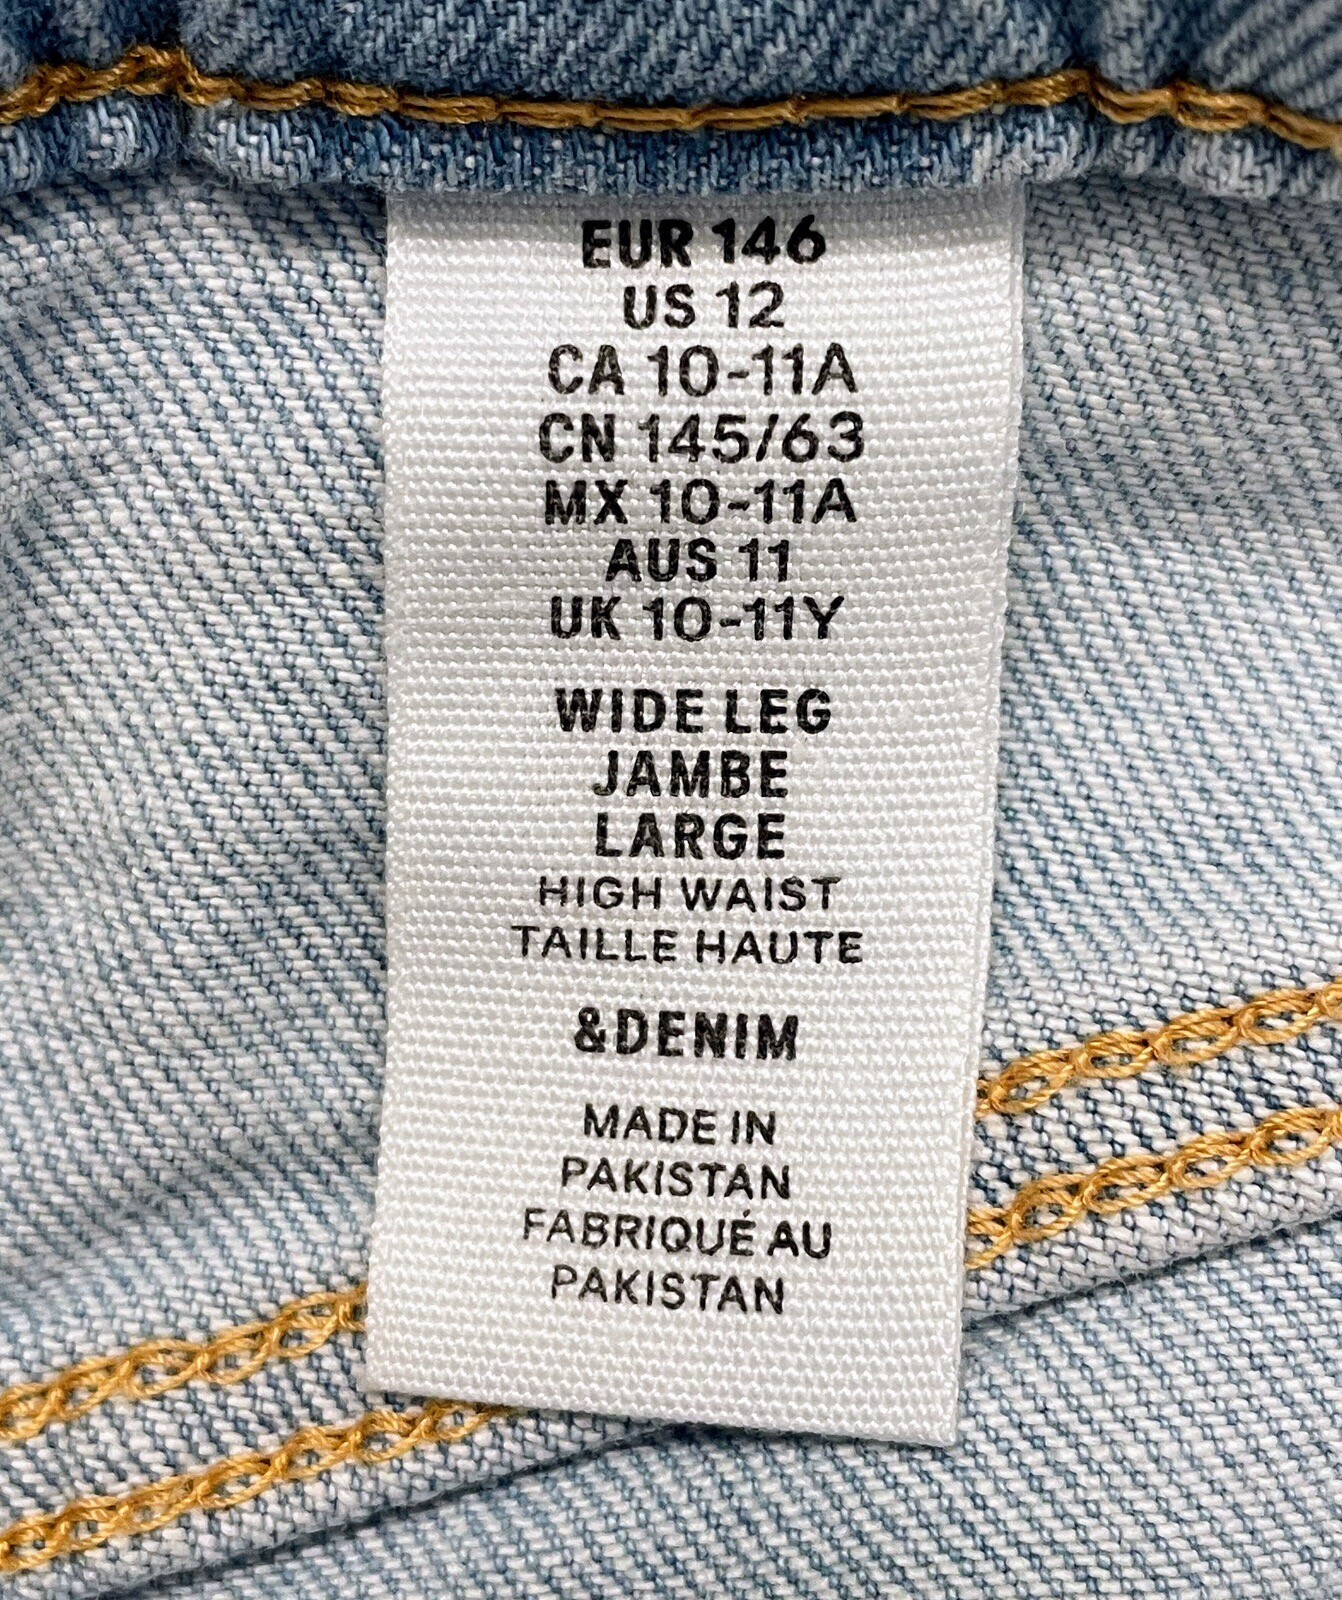 EUR 146
US 12
CA 10-11A
CN 145/63
MX 10-11A
AUS 11
UK 10-11Y
WIDE LEG
JAMBE
LARGE
HIGH WAIST
TAILLE HAUTE
&DENIM
MADE IN
PAKISTAN
FABRIQUÉ AU
PAKISTAN